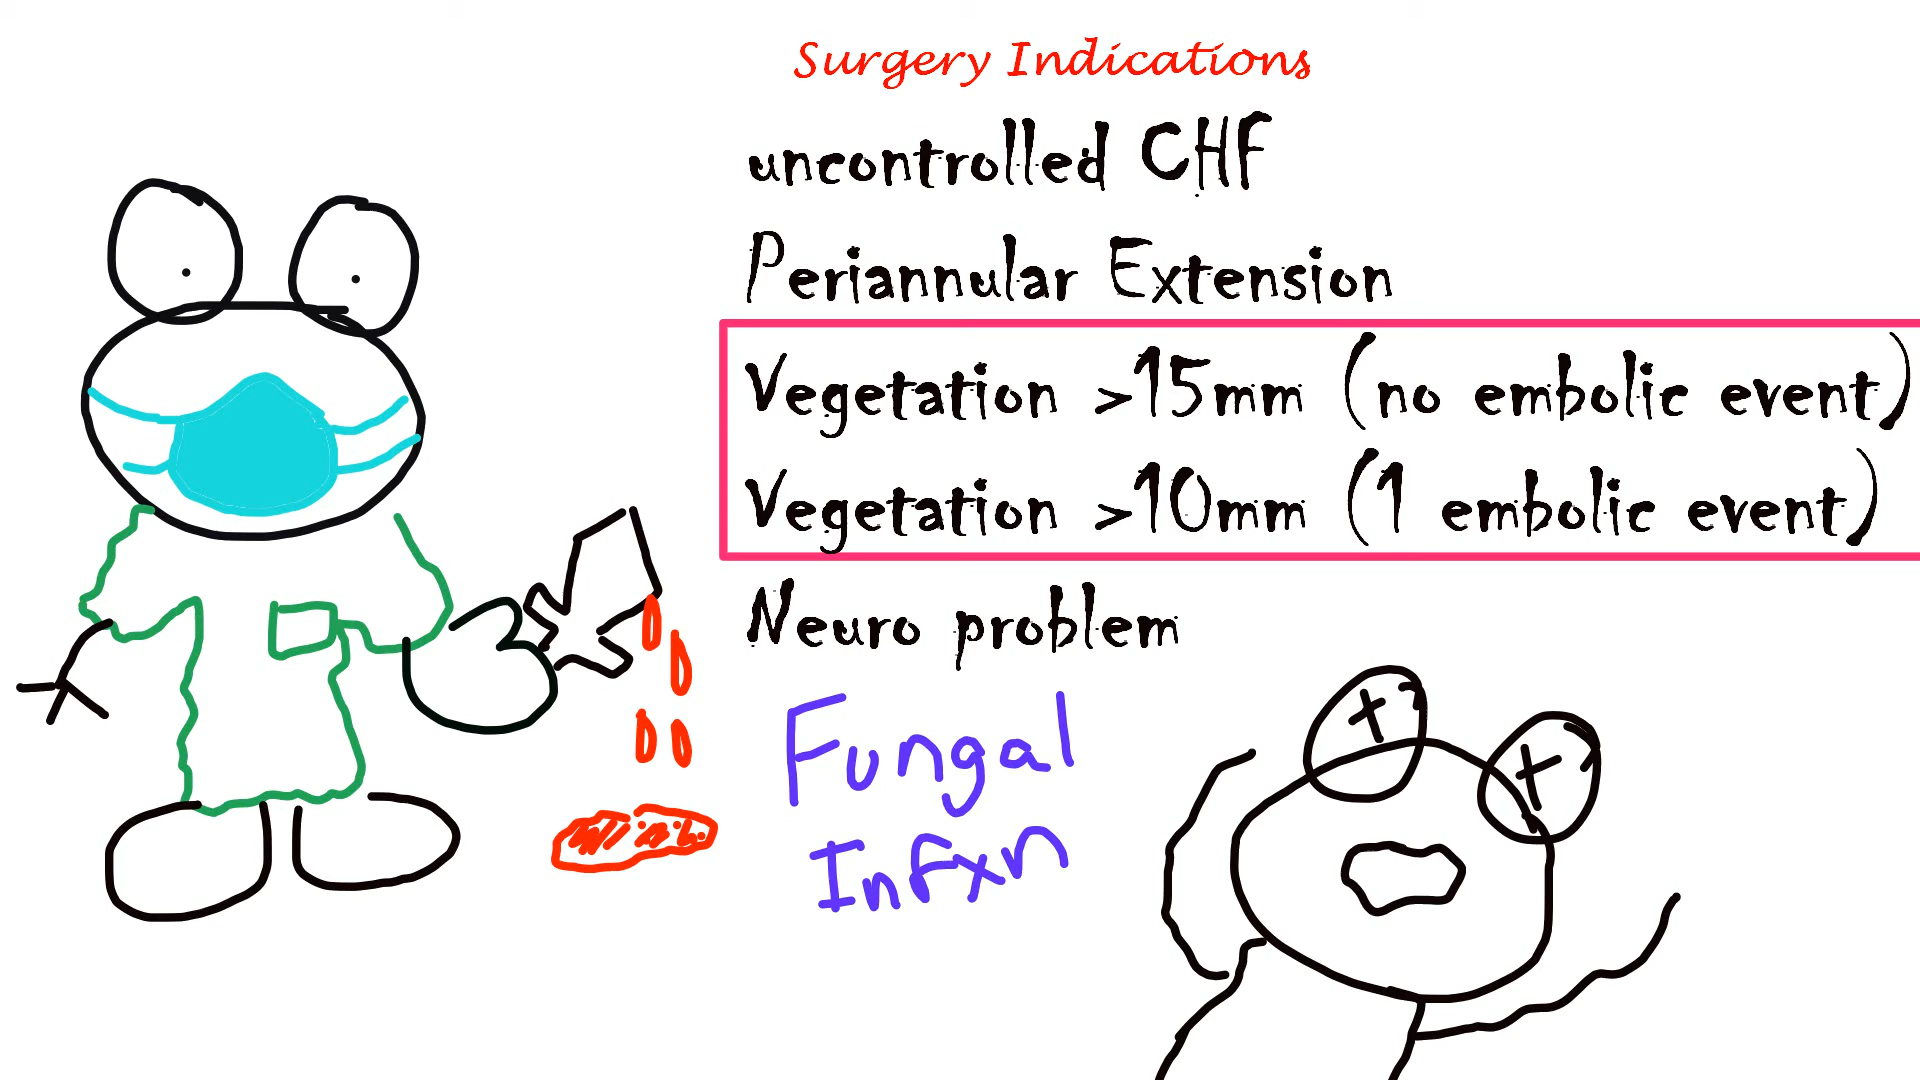 Surgery Indications
uncontrolled CHF
Periannular Extension
Vegetation >15mm (no embolic event)
Vegetation >10mm (1 embolic event)
Neuro problem
Fungal
Infxn